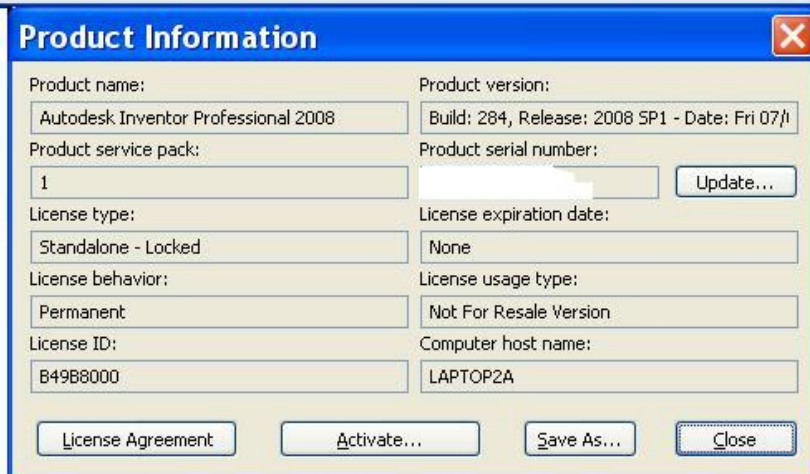 Product Information
Product name:
Product version:
Autodesk Inventor Professional 2008
Build: 284, Release: 2008 SP1 - Date: Fri 07/
Product service pack:
Product serial number:
1
Update...
License type:
License expiration date:
Standalone - Locked
None
License behavior:
License usage type:
Permanent
Not For Resale Version
License ID:
Computer host name:
B49B8000
LAPTOP2A
License Agreement
Activate...
Save As...
Close